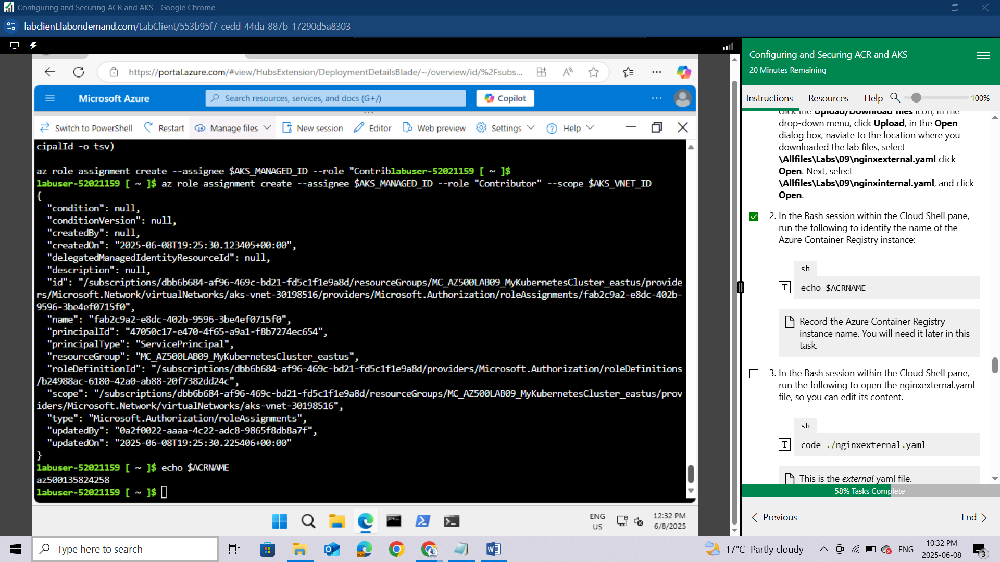 Configuring and Securing ACR and AKS - Google Chrome
labclient.labondemand.com/LabClient/553b95f7-cedd-44da-887b-17290d5a8303
https://portal.azure.com/#view/HubsExtension/DeploymentDetailsBlade/~/overview/id/%2Fsubs...
Microsoft Azure
Search resources, services, and docs (G+/)
Copilot
Switch to PowerShell
Restart
Manage files
New session
Editor
Web preview
Settings
Help
cipalId -o tsv)
az role assignment create --assignee $AKS_MANAGED_ID --role "Contriblabuser-52021159 [ ~ ]$
labuser-52021159 [ ~ ]$ az role assignment create --assignee $AKS_MANAGED_ID --role "Contributor" --scope $AKS_VNET_ID
{
"condition": null,
"conditionVersion": null,
"createdBy": null,
"createdOn": "2025-06-08T19:25:30.123405+00:00",
"delegatedManagedIdentityResourceId": null,
"description": null,
"id": "/subscriptions/dbb6b684-af96-469c-bd21-fd5c1f1e9a8d/resourceGroups/MC_AZ500LAB09_MyKubernetesCluster_eastus/provide
rs/Microsoft.Network/virtualNetworks/aks-vnet-30198516/providers/Microsoft.Authorization/roleAssignments/fab2c9a2-e8dc-402b-
9596-3be4ef0715f0",
"name": "fab2c9a2-e8dc-402b-9596-3be4ef0715f0",
"principalId": "47050c17-e470-4f65-a9a1-f8b7274ec654",
"principalType": "ServicePrincipal",
"resourceGroup": "MC_AZ500LAB09_MyKubernetesCluster_eastus",
"roleDefinitionId": "/subscriptions/dbb6b684-af96-469c-bd21-fd5c1f1e9a8d/providers/Microsoft.Authorization/roleDefinitions
/b24988ac-6180-42a0-ab88-20f7382dd24c",
"scope": "/subscriptions/dbb6b684-af96-469c-bd21-fd5c1f1e9a8d/resourceGroups/MC_AZ500LAB09_MyKubernetesCluster_eastus/prov
iders/Microsoft.Network/virtualNetworks/aks-vnet-30198516",
"type": "Microsoft.Authorization/roleAssignments",
"updatedBy": "0a2f0022-aaaa-4c22-adc8-9865f8db8a7f",
"updatedOn": "2025-06-08T19:25:30.225406+00:00"
}
labuser-52021159 [ ~ ]$ echo $ACRNAME
az500135824258
labuser-52021159 [ ~ ]$
ENG
US
12:32 PM
6/8/2025
Configuring and Securing ACR and AKS
20 Minutes Remaining
Instructions
Resources
Help
100%
click the Upload/Download files icon, in the
drop-down menu, click Upload, in the Open
dialog box, naviate to the location where you
downloaded the lab files, select
\Allfiles\Labs\09\nginxexternal.yaml click
Open. Next, select
\Allfiles\Labs\09\nginxinternal.yaml, and click
Open.
2. In the Bash session within the Cloud Shell pane,
run the following to identify the name of the
Azure Container Registry instance:
sh
T
echo $ACRNAME
Record the Azure Container Registry
instance name. You will need it later in this
task.
3. In the Bash session within the Cloud Shell pane,
run the following to open the nginxexternal.yaml
file, so you can edit its content.
sh
T
code ./nginxexternal.yaml
This is the external yaml file.
58% Tasks Complete
Previous
End
Type here to search
17°C Partly cloudy
ENG
10:32 PM
2025-06-08
3